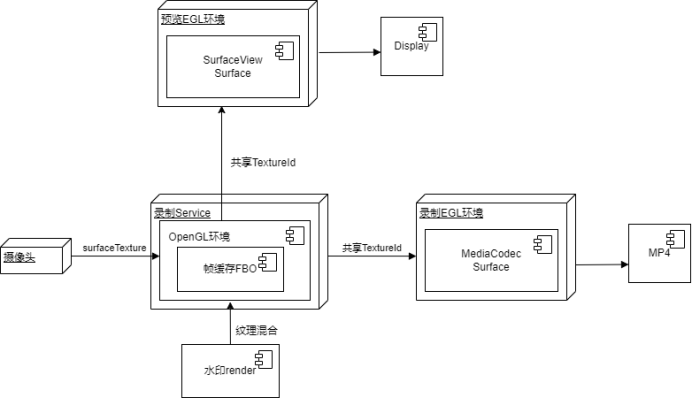 预览EGL环境
SurfaceView
Surface
Display
共享TextureId
录制Service
OpenGL环境
帧缓存FBO
摄像头
surfaceTexture
共享TextureId
录制EGL环境
MediaCodec
Surface
MP4
纹理混合
水印render